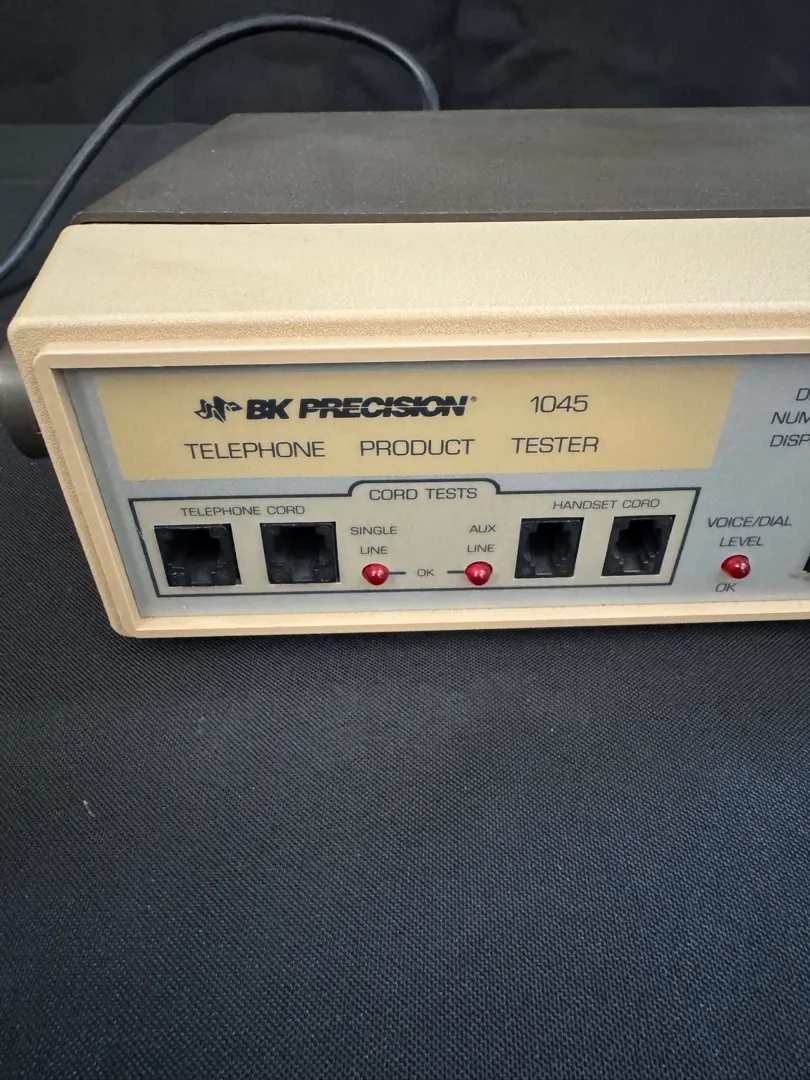 BK PRECISION® 1045
TELEPHONE PRODUCT TESTER
CORD TESTS
TELEPHONE CORD
HANDSET CORD
SINGLE
LINE
AUX
LINE
OK
VOICE/DIAL
LEVEL
OK